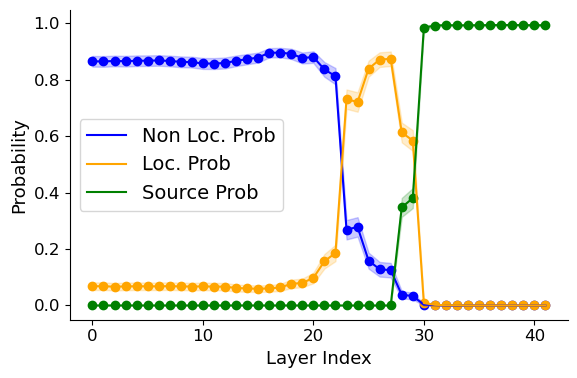 1.0
0.8
0.6
0.4
0.2
0.0
Probability
Non Loc. Prob
Loc. Prob
Source Prob
0 10 20 30 40
Layer Index